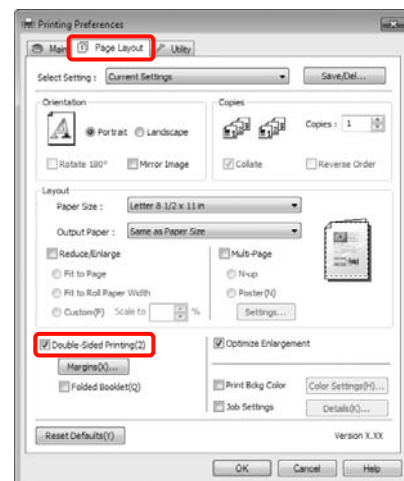 Printing Preferences
Main Page Layout Utility
Select Setting : Current Settings Save/Del...
Orientation Copies
Portrait Landscape Copies : 1
Rotate 180° Mirror Image Collate Reverse Order
Layout
Paper Size : Letter 8 1/2 x 11 in
Output Paper : Same as Paper Size
Reduce/Enlarge Multi-Page
Fit to Page N-up
Fit to Roll Paper Width Poster(N)
Custom(P) Scale to % Settings...
Double-Sided Printing(2) Optimize Enlargement
Margins(X)...
Folded Booklet(Q) Print Bckg Color Color Settings(H)...
Job Settings Details(K)...
Reset Defaults(Y) Version X.XX
OK Cancel Help